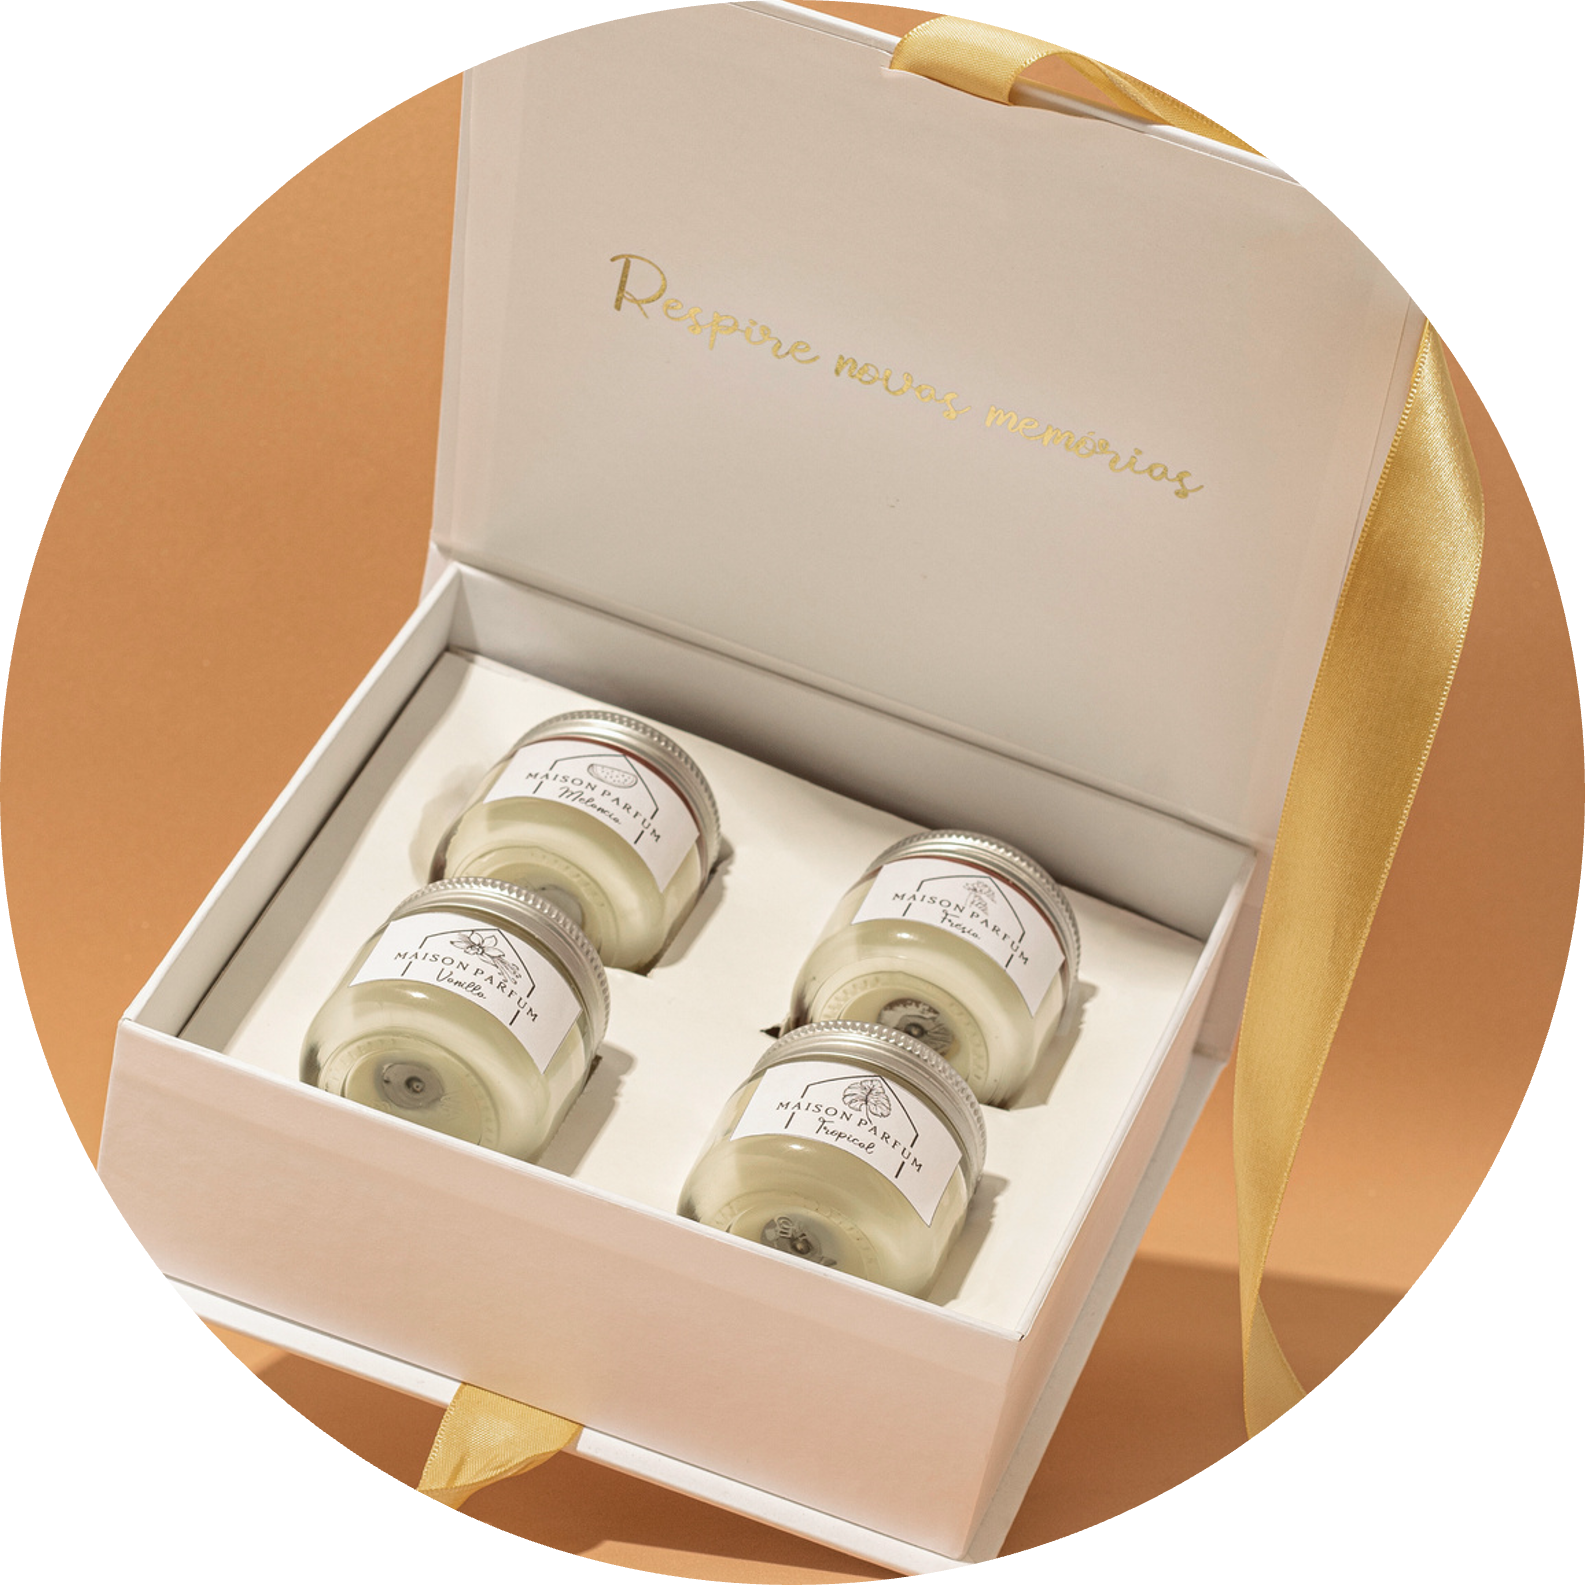 Respire novas memórias
MAISON PARFUM
Melancia
MAISON PARFUM
Fresia
MAISON PARFUM
Vanilla
MAISON PARFUM
Tropical